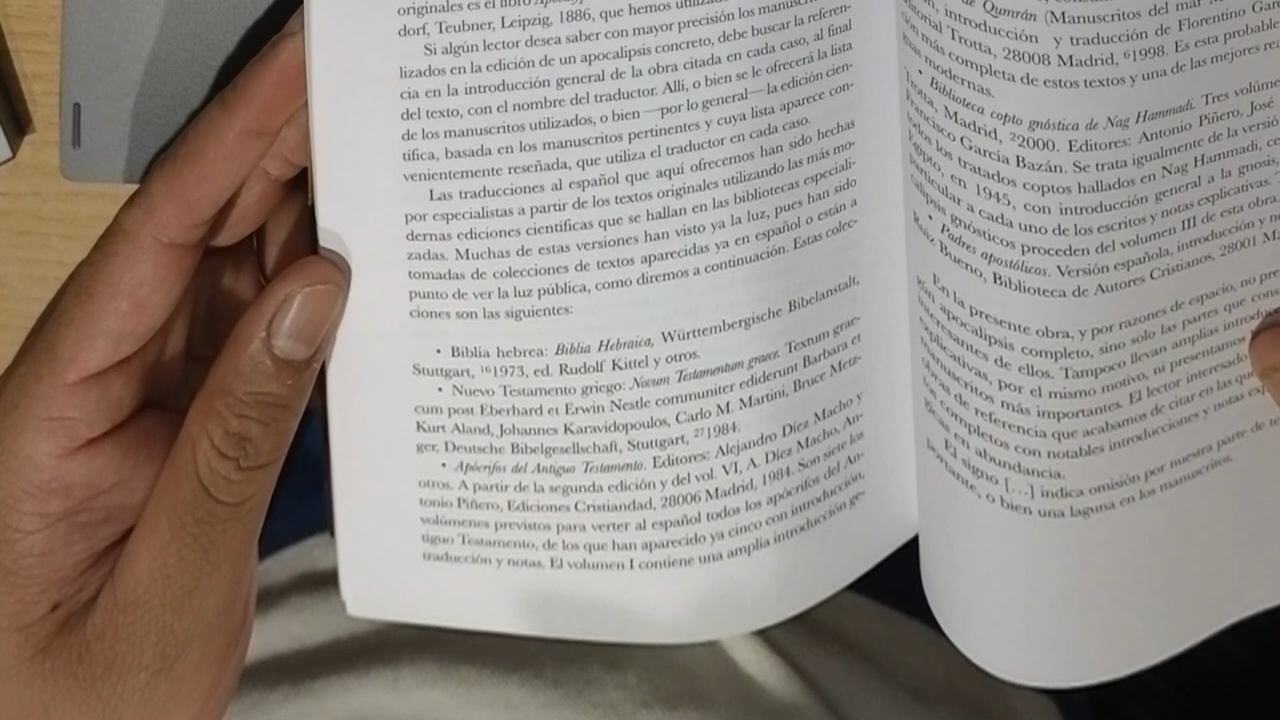 originales es el libro
dorf, Teubner, Leipzig, 1886, que hemos utilizado
Si algún lector desea saber con mayor precisión los manuscritos
lizados en la edición de un apocalipsis concreto, debe buscar la referen-
cia en la introducción general de la obra citada en cada caso, al final
del texto, con el nombre del traductor. Allí, o bien se le ofrecerá la lista
de los manuscritos utilizados, o bien —por lo general— la edición cien-
tífica, basada en los manuscritos pertinentes y cuya lista aparece con-
venientemente reseñada, que utiliza el traductor en cada caso.
Las traducciones al español que aquí ofrecemos han sido hechas
por especialistas a partir de los textos originales utilizando las más mo-
dernas ediciones científicas que se hallan en las bibliotecas especiali-
zadas. Muchas de estas versiones han visto ya la luz, pues han sido
tomadas de colecciones de textos aparecidas ya en español o están a
punto de ver la luz pública, como diremos a continuación. Estas colec-
ciones son las siguientes:
• Biblia hebrea: Biblia Hebraica, Württembergische Bibelanstalt,
Stuttgart, ¹⁶1973, ed. Rudolf Kittel y otros.
• Nuevo Testamento griego: Novum Testamentum graece. Textum grae-
cum post Eberhard et Erwin Nestle communiter ediderunt Barbara et
Kurt Aland, Johannes Karavidopoulos, Carlo M. Martini, Bruce Metz-
ger, Deutsche Bibelgesellschaft, Stuttgart, ²⁷1984.
• Apócrifos del Antiguo Testamento. Editores: Alejandro Díez Macho y
otros. A partir de la segunda edición y del vol. VI, A. Díez Macho, An-
tonio Piñero, Ediciones Cristiandad, 28006 Madrid, 1984. Son siete los
volúmenes previstos para verter al español todos los apócrifos del An-
tiguo Testamento, de los que han aparecido ya cinco con introducción,
traducción y notas. El volumen I contiene una amplia introducción ge-
de Qumrán (Manuscritos del mar
introducción y traducción de Florentino
Editorial Trotta, 28008 Madrid, ⁶1998. Es esta
ción más completa de estos textos y una de las mejores
guas modernas.
• Biblioteca copto gnóstica de Nag Hammadi. Tres
Trotta, Madrid, ²2000. Editores: Antonio Piñero, José
Francisco García Bazán. Se trata igualmente de la
todos los tratados coptos hallados en Nag Hammadi,
Egipto, en 1945, con introducción general a la gnosis,
particular a cada uno de los escritos y notas explicativas.
calipsis gnósticos proceden del volumen III de esta obra
• Padres apostólicos. Versión española, introducción y
Ruiz Bueno, Biblioteca de Autores Cristianos, 28001
En la presente obra, y por razones de espacio, no
gún apocalipsis completo, sino solo las partes que
interesantes de ellos. Tampoco llevan amplias
explicativas, por el mismo motivo, ni presentamos
manuscritos más importantes. El lector interesado
obras de referencia que acabamos de citar en las que
tos completos con notables introducciones y notas
gicas en abundancia.
El signo [...] indica omisión por nuestra parte de
portante, o bien una laguna en los manuscritos.